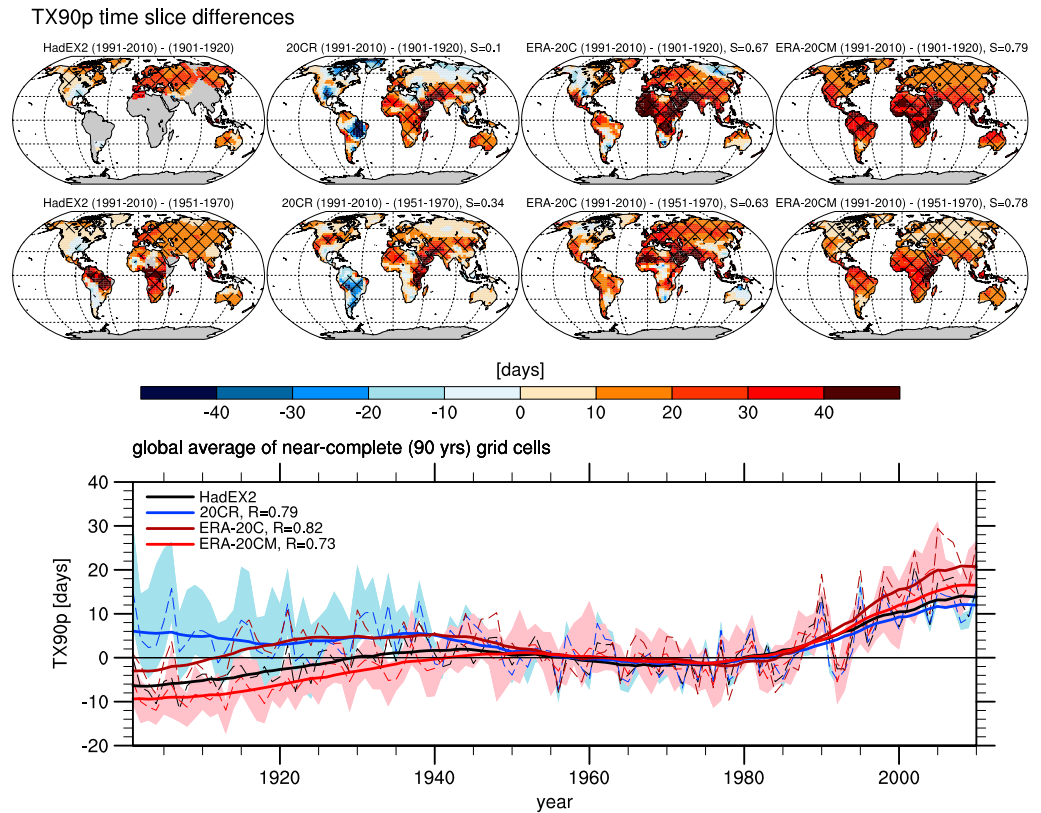 TX90p time slice differences
HadEX2 (1991-2010) - (1901-1920)
20CR (1991-2010) - (1901-1920), S=0.1
ERA-20C (1991-2010) - (1901-1920), S=0.67
ERA-20CM (1991-2010) - (1901-1920), S=0.79
HadEX2 (1991-2010) - (1951-1970)
20CR (1991-2010) - (1951-1970), S=0.34
ERA-20C (1991-2010) - (1951-1970), S=0.63
ERA-20CM (1991-2010) - (1951-1970), S=0.78
[days]
-40 -30 -20 -10 0 10 20 30 40
global average of near-complete (90 yrs) grid cells
HadEX2
20CR, R=0.79
ERA-20C, R=0.82
ERA-20CM, R=0.73
TX90p [days]
40
30
20
10
0
-10
-20
1920 1940 1960 1980 2000
year